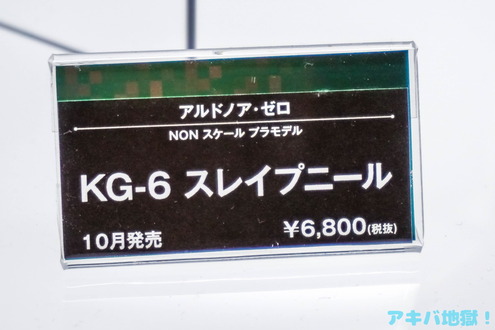 アルドノア・ゼロ
NON スケール プラモデル
KG-6 スレイプニール
10月発売 ¥6,800(税抜)
アキバ地獄！